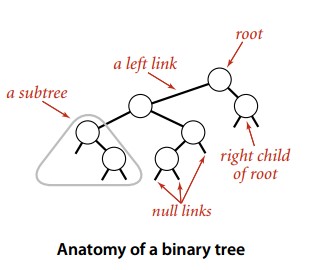 root
a left link
a subtree
right child
of root
null links
Anatomy of a binary tree